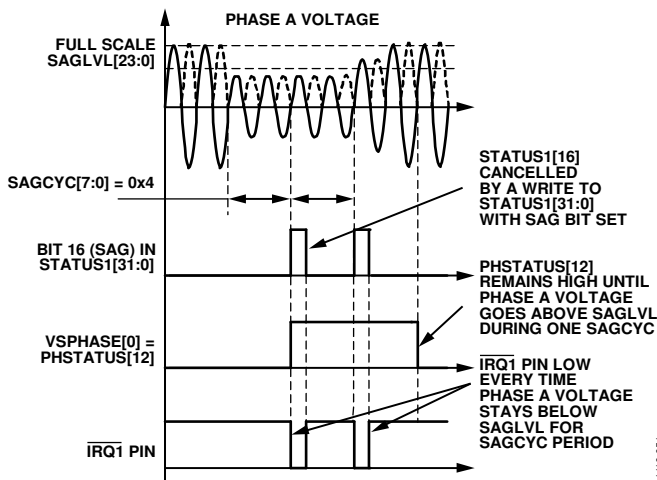 PHASE A VOLTAGE
FULL SCALE
SAGLVL[23:0]
SAGCYC[7:0] = 0x4
STATUS1[16]
CANCELLED
BY A WRITE TO
STATUS1[31:0]
WITH SAG BIT SET
BIT 16 (SAG) IN
STATUS1[31:0]
PHSTATUS[12]
REMAINS HIGH UNTIL
PHASE A VOLTAGE
GOES ABOVE SAGLVL
DURING ONE SAGCYC
VSPHASE[0] =
PHSTATUS[12]
IRQ1 PIN LOW
EVERY TIME
PHASE A VOLTAGE
STAYS BELOW
SAGLVL FOR
SAGCYC PERIOD
IRQ1 PIN